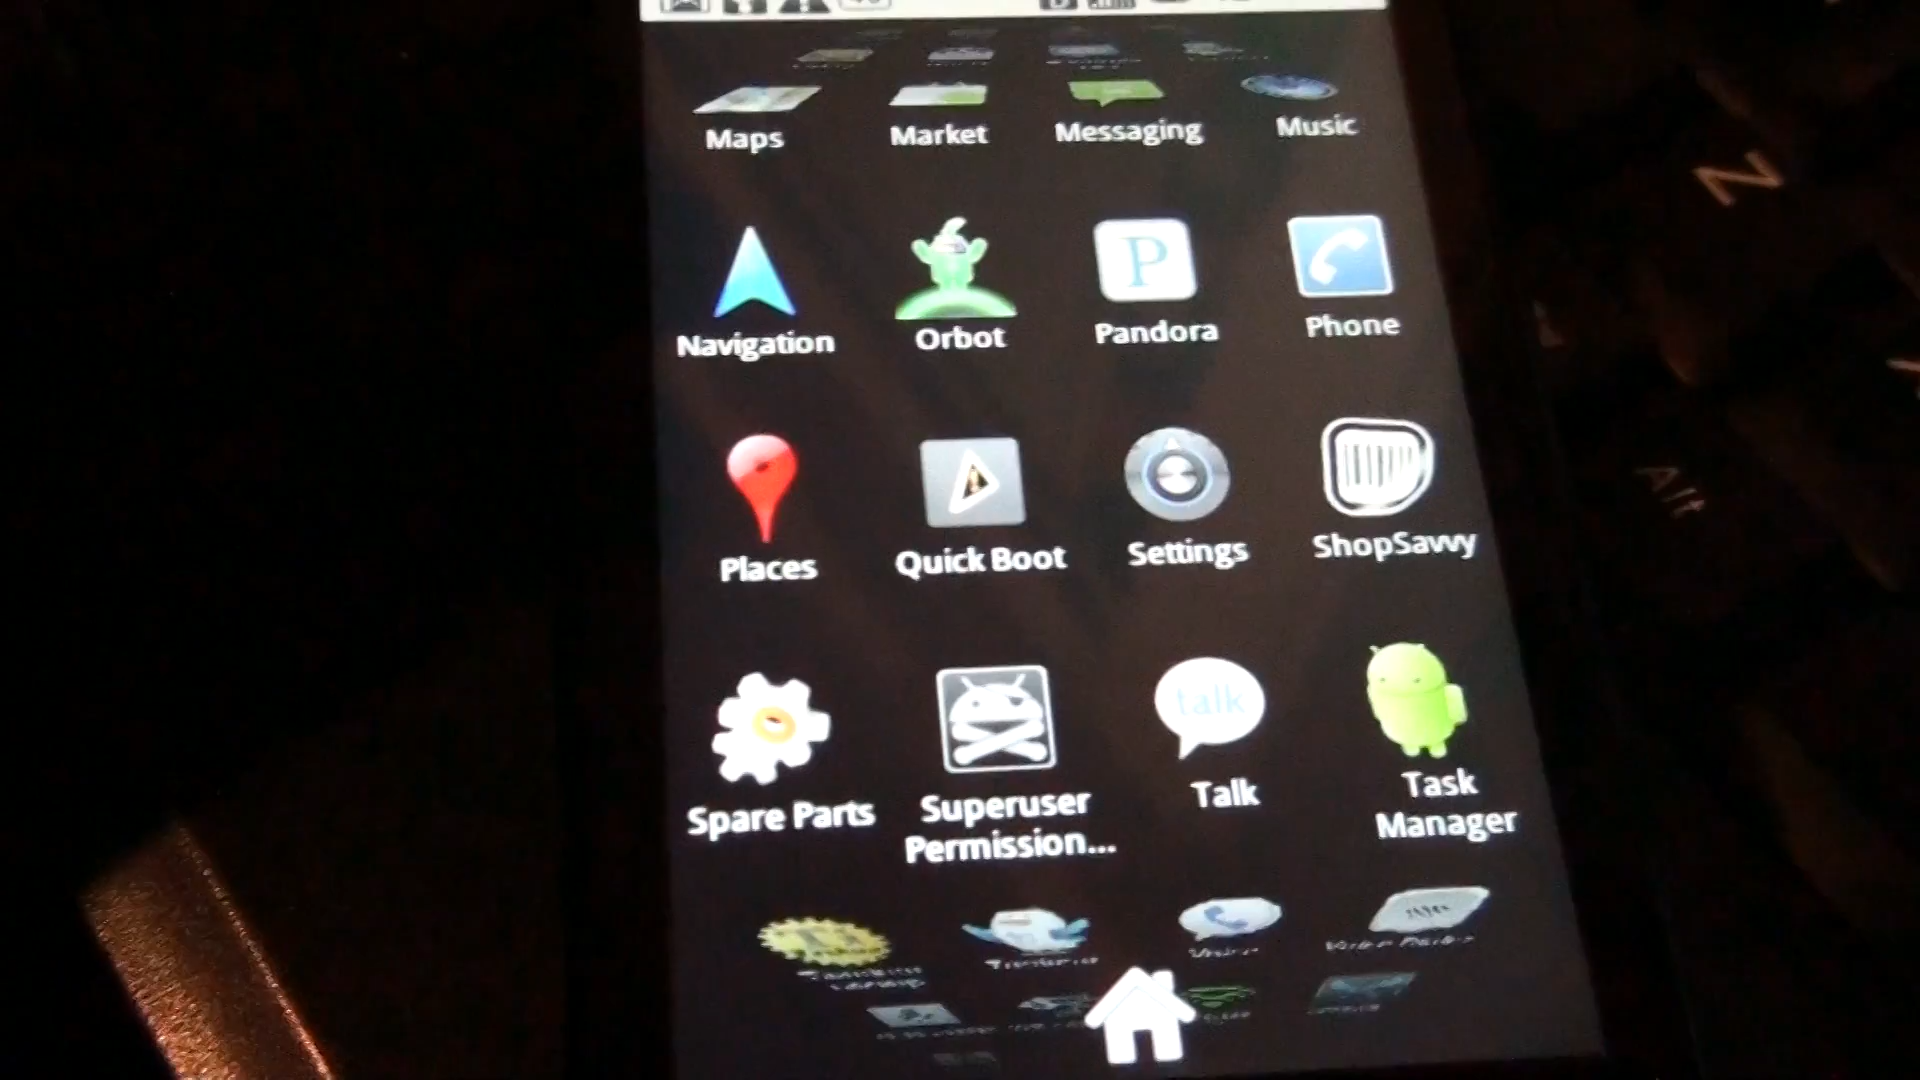 Maps Market Messaging Music
Navigation Orbot Pandora Phone
P
Places Quick Boot Settings ShopSavvy
talk
Spare Parts Superuser Permission... Talk Task Manager
N
Alt